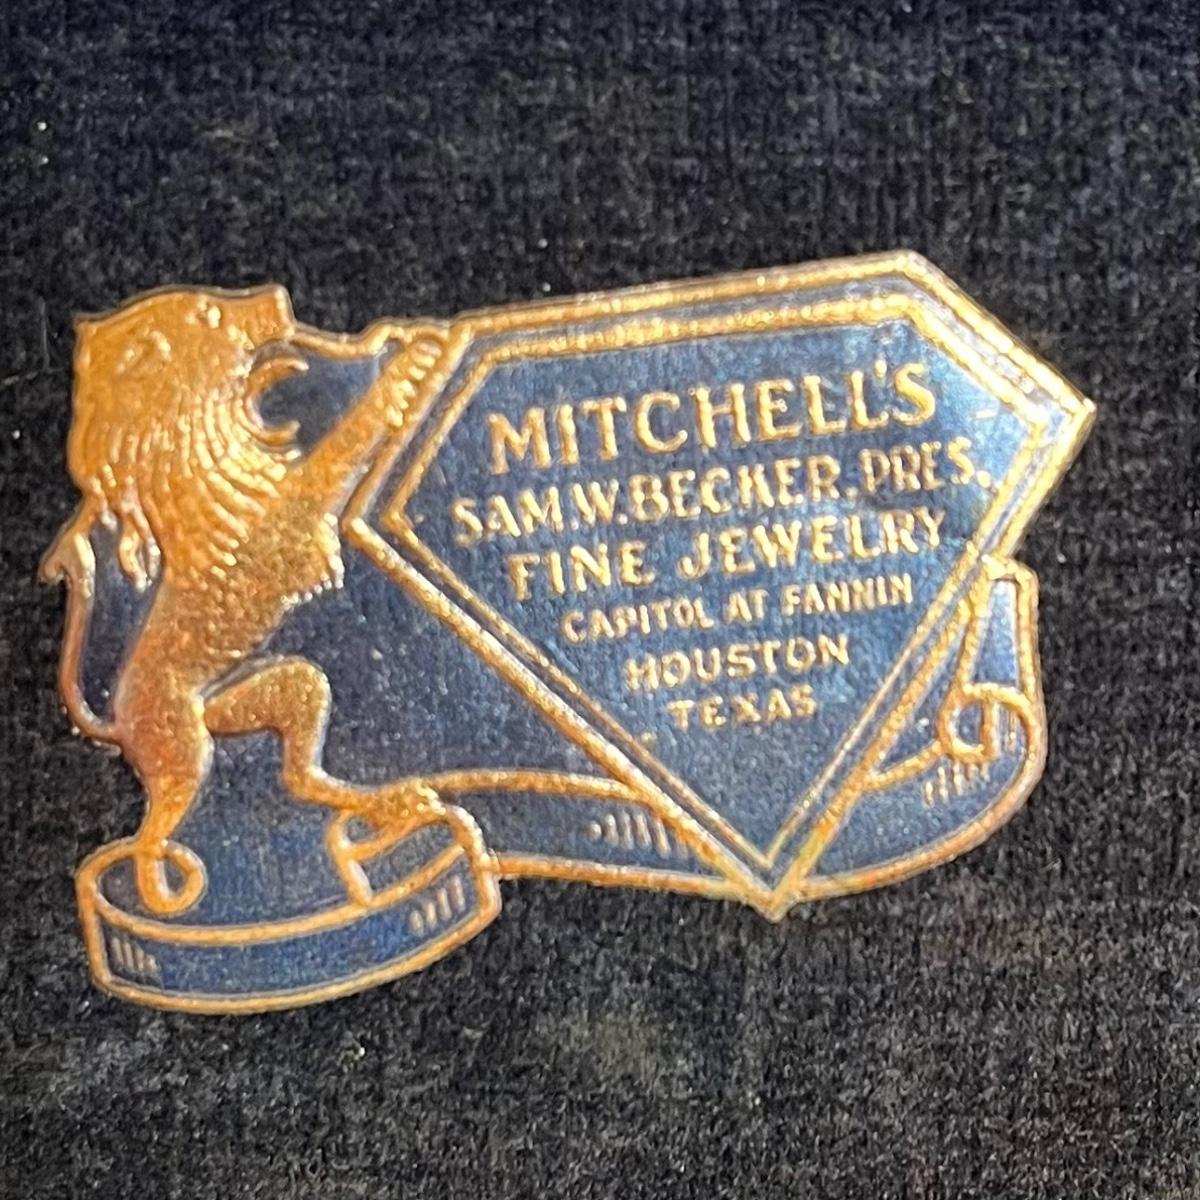 MITCHELL'S
SAM.W.BECKER.PRES.
FINE JEWELRY
CAPITOL AT FANNIN
HOUSTON
TEXAS